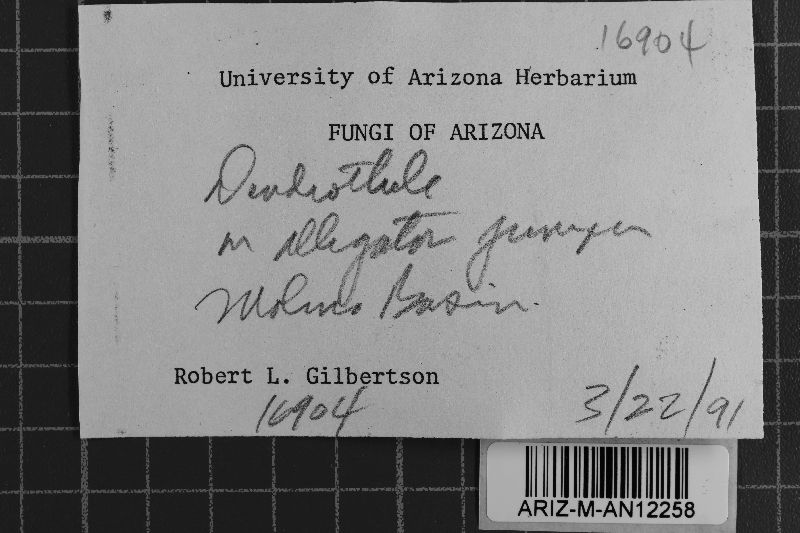 16904
University of Arizona Herbarium
FUNGI OF ARIZONA
Dendrothele
on alligator juniper
Molino Basin.
Robert L. Gilbertson
16904
3/22/91
ARIZ-M-AN12258